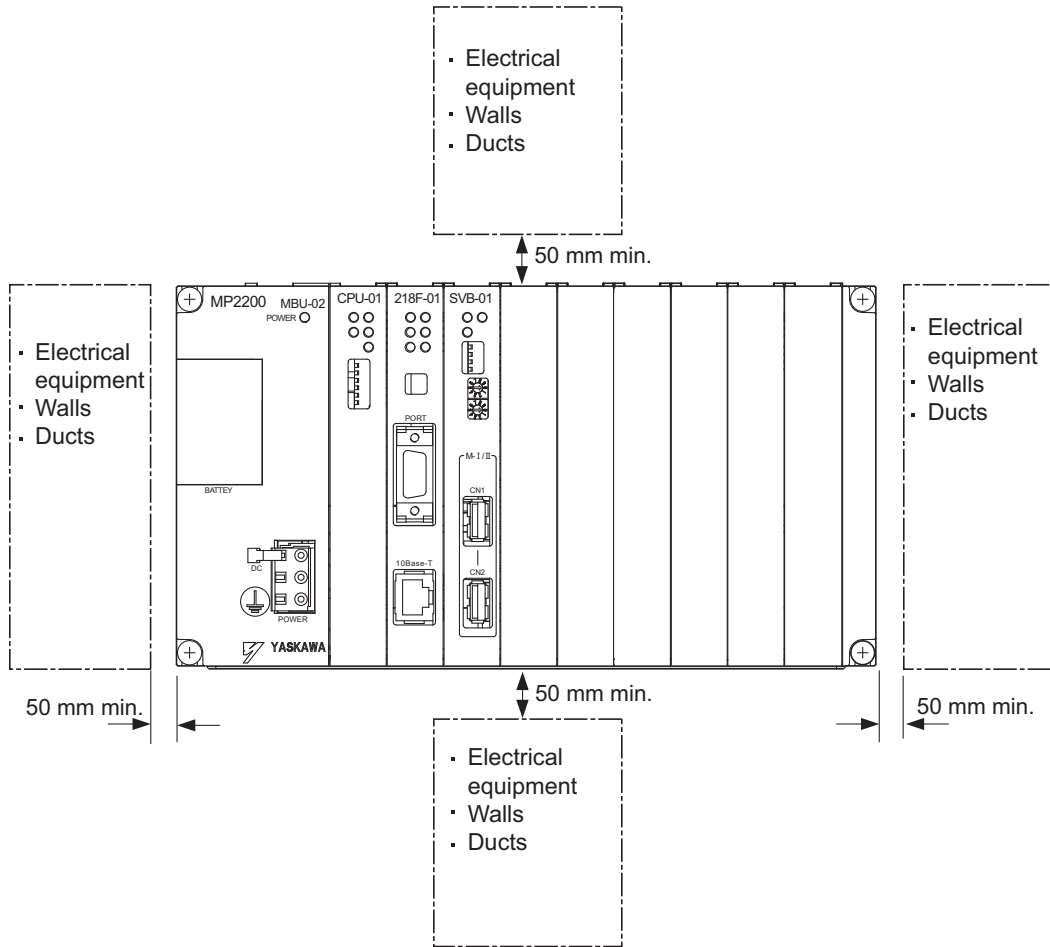 · Electrical
equipment
· Walls
· Ducts
50 mm min.
MP2200 MBU-02 CPU-01 218F-01 SVB-01
POWER
· Electrical
equipment
· Walls
· Ducts
BATTEY
DC
POWER
YASKAWA
PORT
10Base-T
M-I/II
CN1
CN2
· Electrical
equipment
· Walls
· Ducts
50 mm min.
50 mm min.
50 mm min.
· Electrical
equipment
· Walls
· Ducts